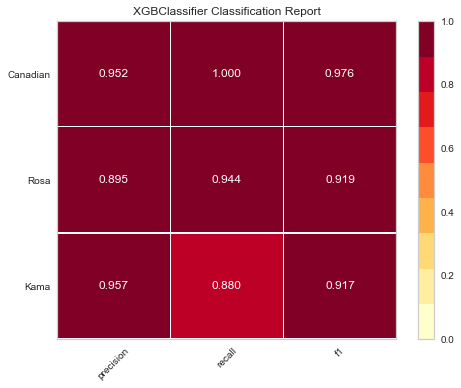 XGBClassifier Classification Report
Canadian 0.952 1.000 0.976
Rosa 0.895 0.944 0.919
Kama 0.957 0.880 0.917
precision recall f1
1.0
0.8
0.6
0.4
0.2
0.0